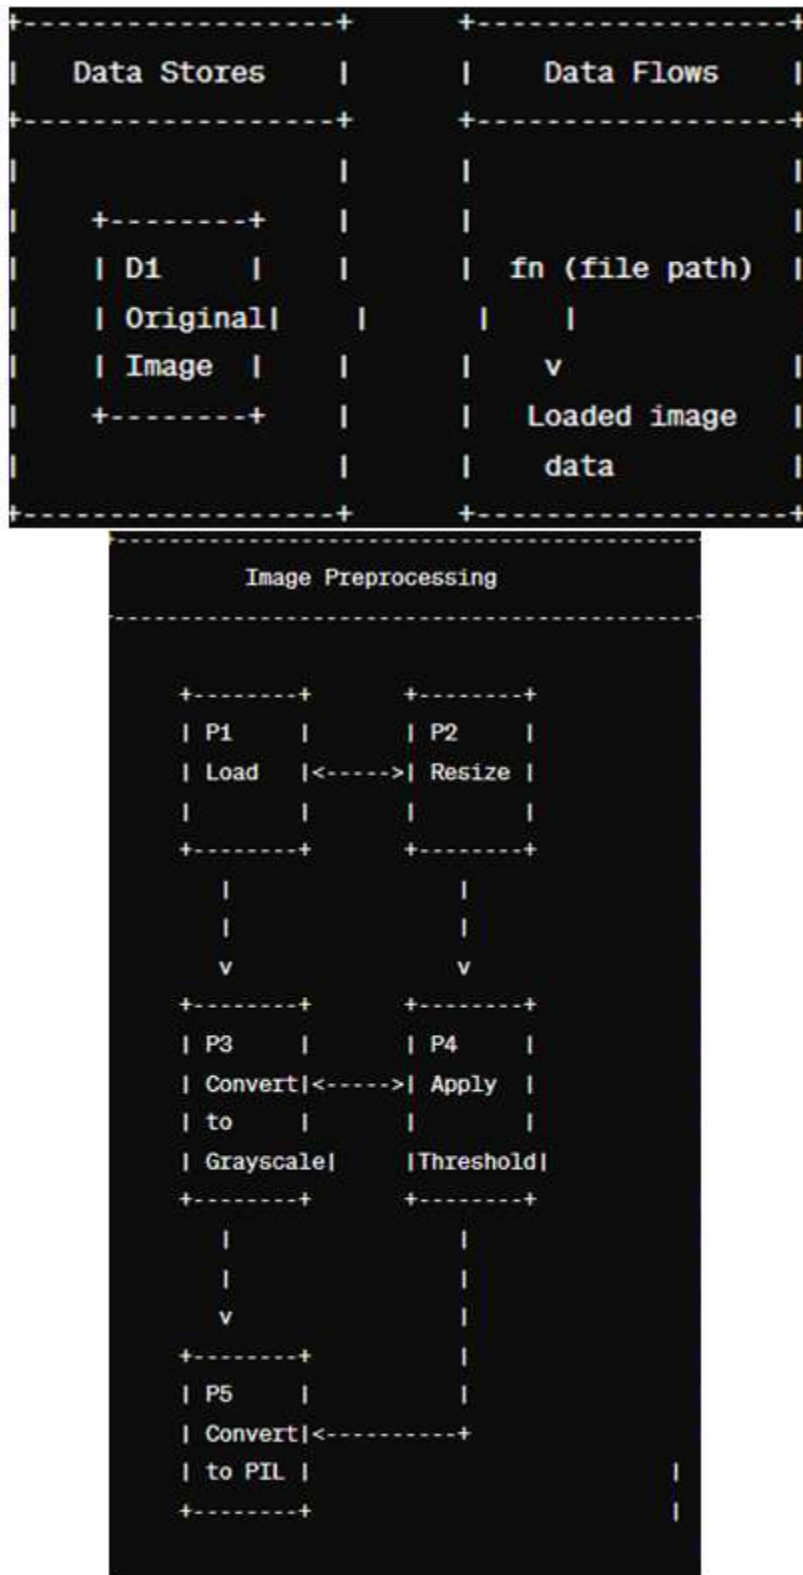 Data Stores
Data Flows
D1
Original
Image
fn (file path)
v
Loaded image
data
Image Preprocessing
P1
P2
Load <-----> Resize
v v
P3
P4
Convert <-----> Apply
to
Grayscale
Threshold
v
P5
Convert <----------+
to PIL